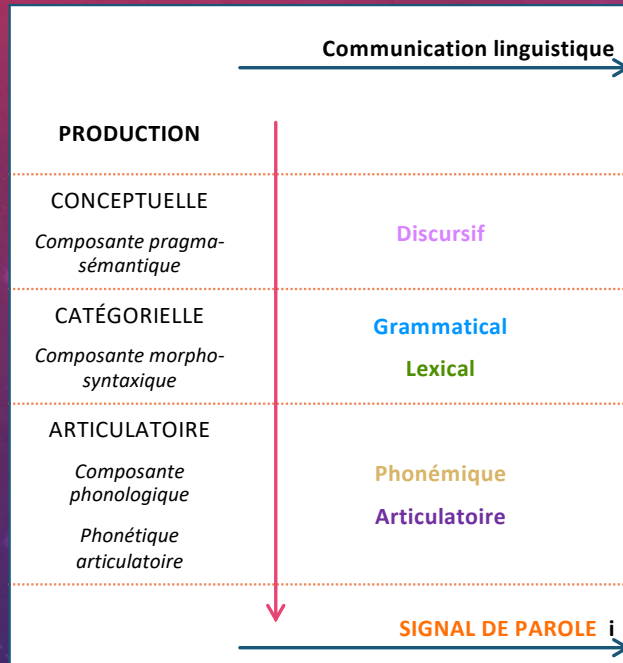 Communication linguistique
PRODUCTION
CONCEPTUELLE
Composante pragma-
sémantique
Discursif
CATÉGORIELLE
Composante morpho-
syntaxique
Grammatical
Lexical
ARTICULATOIRE
Composante
phonologique
Phonétique
articulatoire
Phonémique
Articulatoire
SIGNAL DE PAROLE i